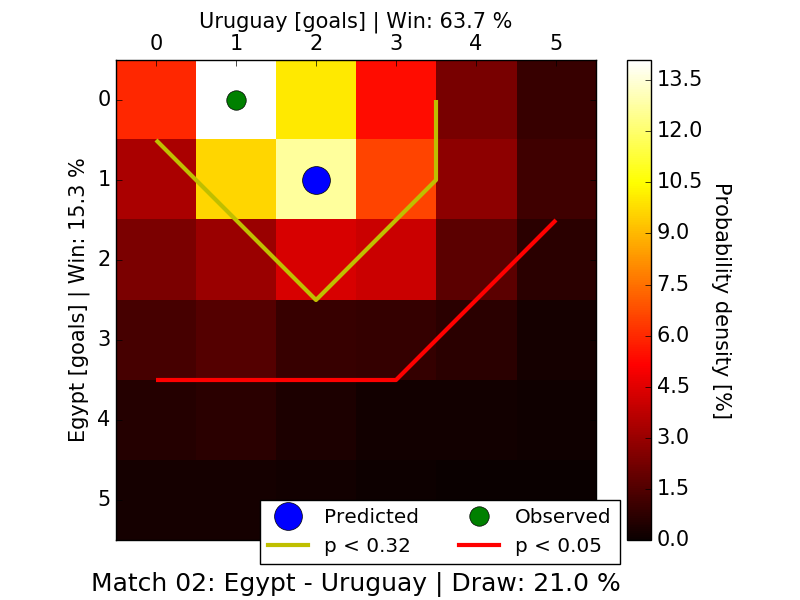 Uruguay [goals] | Win: 63.7 %
0 1 2 3 4 5
Egypt [goals] | Win: 15.3 %
0
1
2
3
4
5
13.5
12.0
10.5
9.0
7.5
6.0
4.5
3.0
1.5
0.0
Probability density [%]
Predicted Observed
p < 0.32 p < 0.05
Match 02: Egypt - Uruguay | Draw: 21.0 %